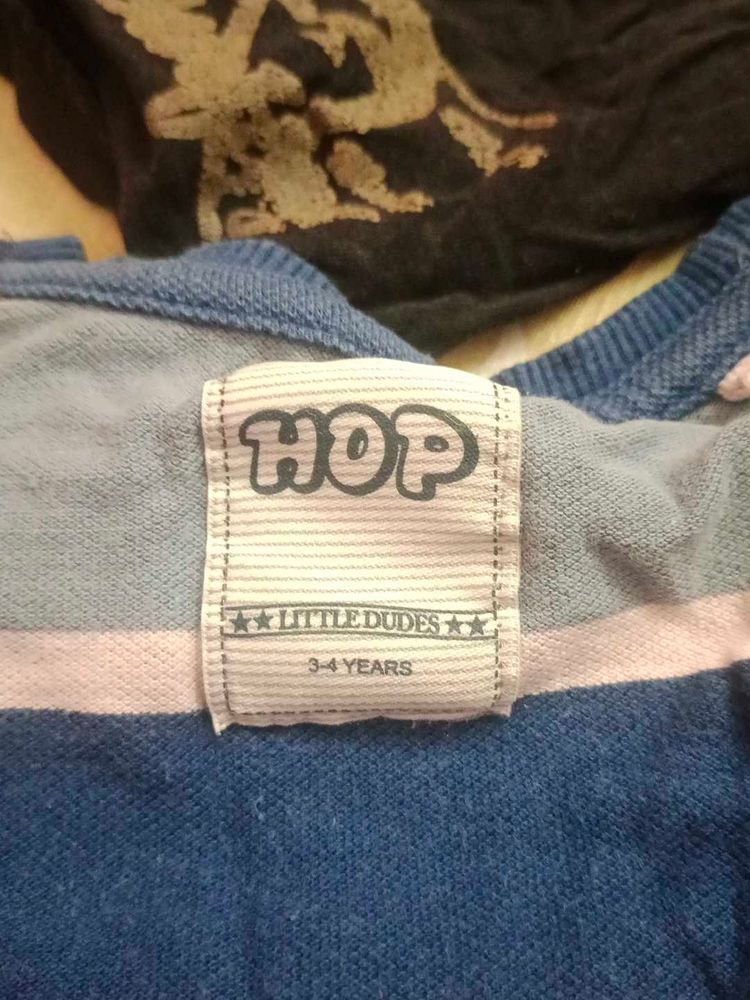 HOP
★★ LITTLE DUDES ★★
3-4 YEARS